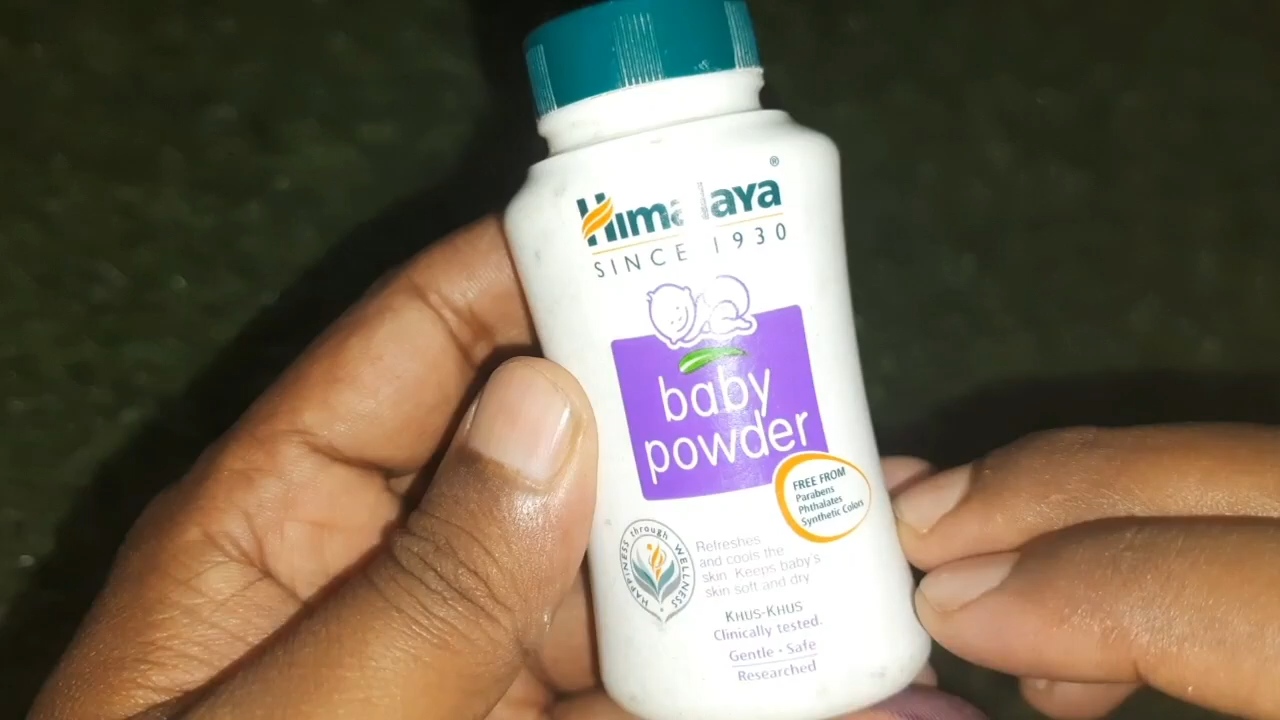 Himalaya®
SINCE 1930
baby
powder
FREE FROM
Parabens
Phthalates
Synthetic Colors
HAPPINESS through WELLNESS
Refreshes
and cools the
skin. Keeps baby's
skin soft and dry
KHUS-KHUS
Clinically tested.
Gentle • Safe
Researched